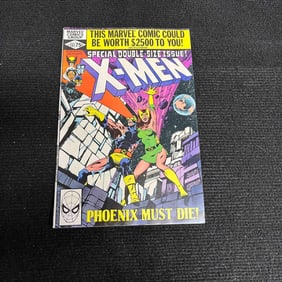 THIS MARVEL COMIC COULD
BE WORTH $2500 TO YOU!
SPECIAL DOUBLE-SIZE ISSUE!
X-MEN
PHOENIX MUST DIE!